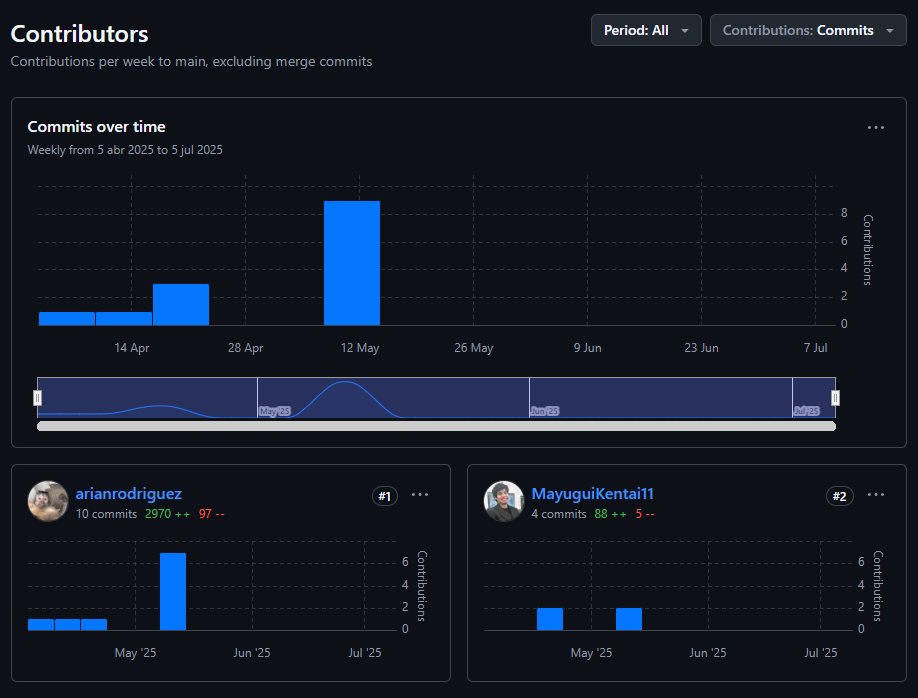 Contributors
Period: All
Contributions: Commits
Contributions per week to main, excluding merge commits
Commits over time
Weekly from 5 abr 2025 to 5 jul 2025
8
6
4
2
0
Contributions
14 Apr
28 Apr
12 May
26 May
9 Jun
23 Jun
7 Jul
May '25
Jun '25
Jul '25
arianrodriguez
#1
10 commits 2970 ++ 97 --
6
4
2
0
Contributions
May '25
Jun '25
Jul '25
MayuguiKentai11
#2
4 commits 88 ++ 5 --
6
4
2
0
Contributions
May '25
Jun '25
Jul '25